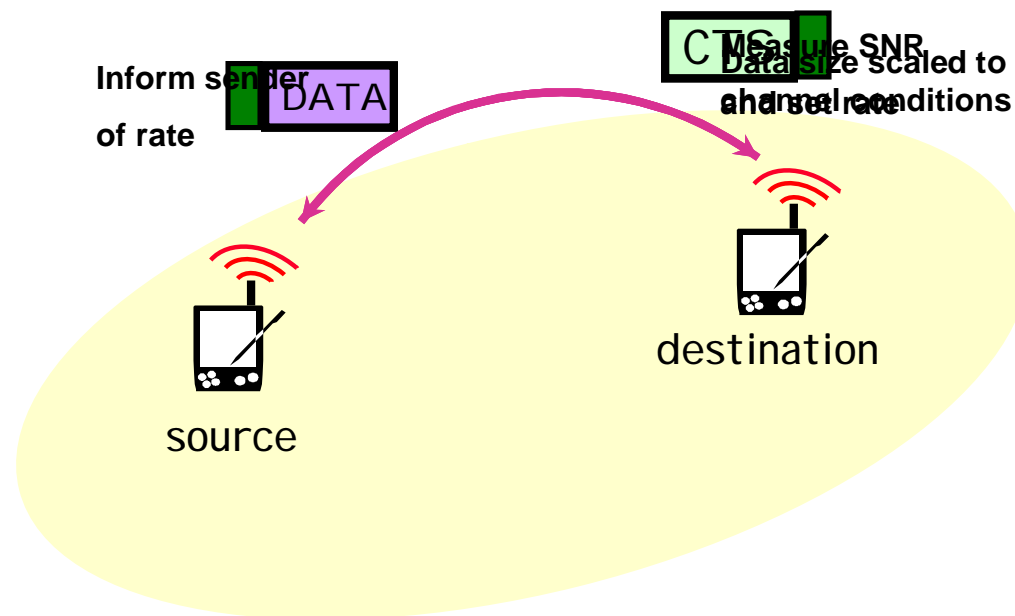 Inform sender
of rate
DATA
CTS
Measure SNR
and set rate
Data size scaled to
channel conditions
destination
source